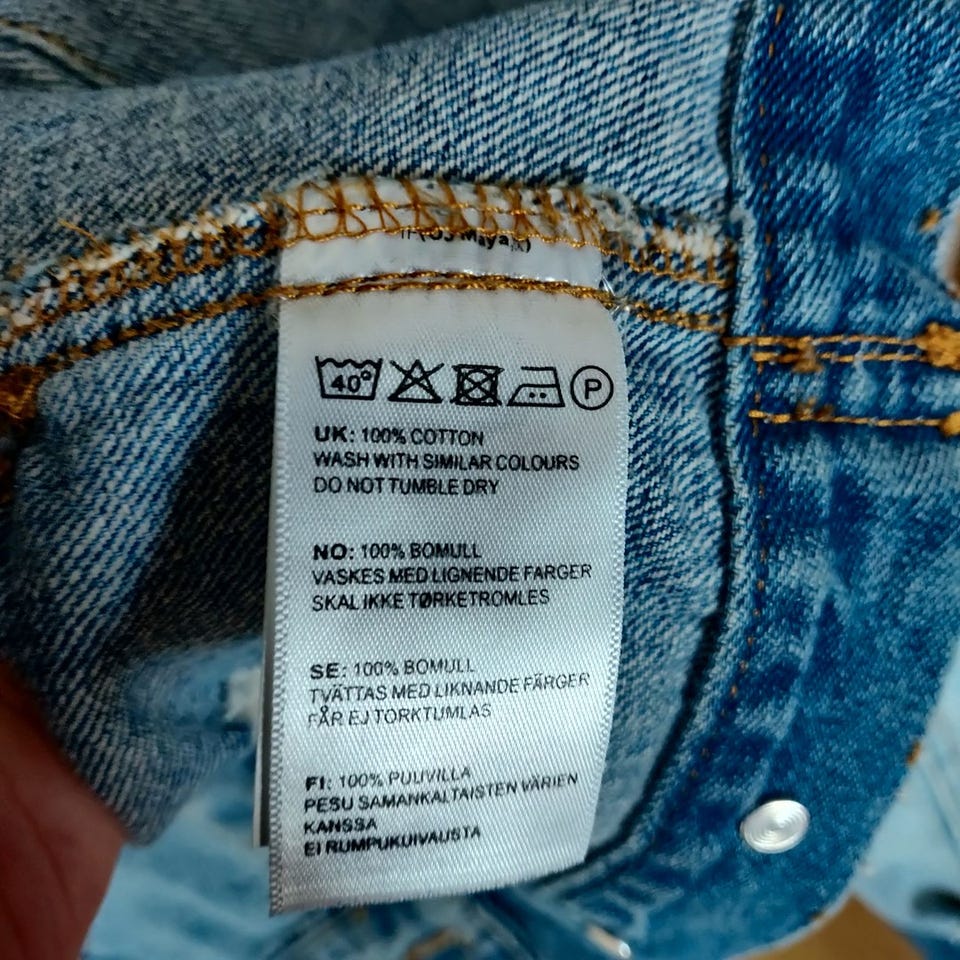 40°
P
UK: 100% COTTON
WASH WITH SIMILAR COLOURS
DO NOT TUMBLE DRY
NO: 100% BOMULL
VASKES MED LIGNENDE FARGER
SKAL IKKE TØRKETROMLES
SE: 100% BOMULL
TVÄTTAS MED LIKNANDE FÄRGER
FÅR EJ TORKTUMLAS
FI: 100% PUUVILLA
PESU SAMANKALTAISTEN VÄRIEN
KANSSA
EI RUMPUKUIVAUSTA